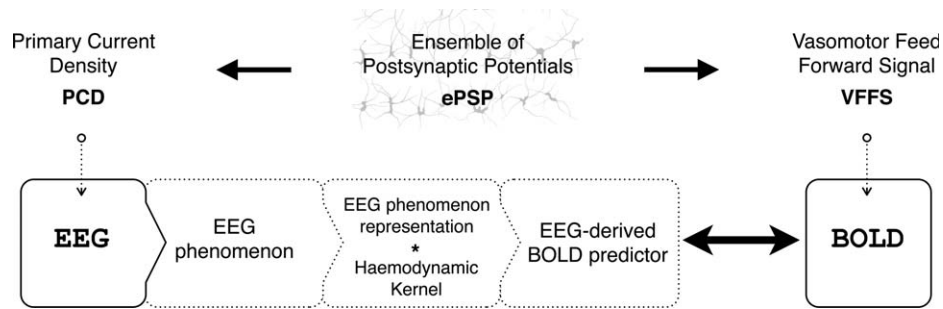 Primary Current
Density
PCD
Ensemble of
Postsynaptic Potentials
ePSP
Vasomotor Feed
Forward Signal
VFFS
EEG
EEG
phenomenon
EEG phenomenon
representation
*
Haemodynamic
Kernel
EEG-derived
BOLD predictor
BOLD